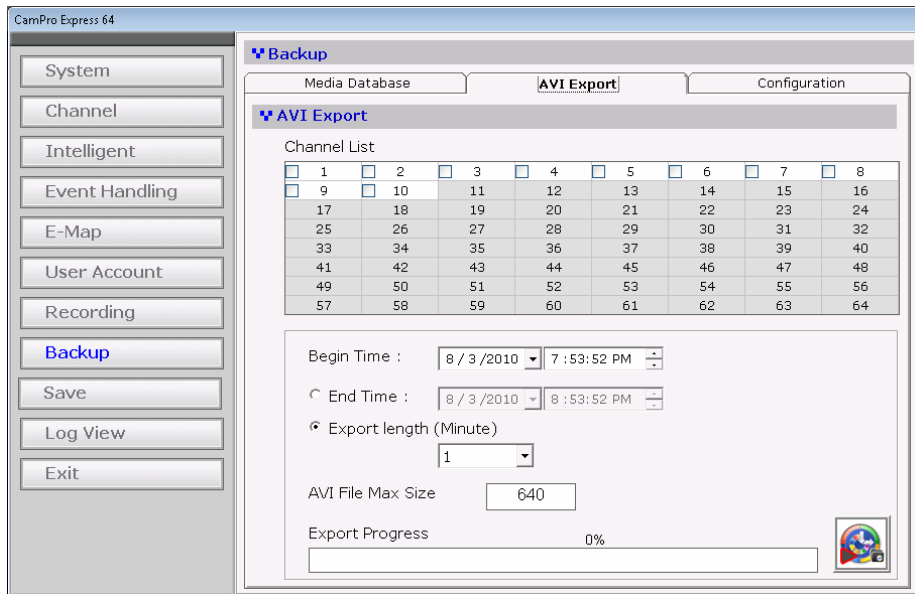 CamPro Express 64
System
Channel
Intelligent
Event Handling
E-Map
User Account
Recording
Backup
Save
Log View
Exit
Backup
Media Database AVI Export Configuration
AVI Export
Channel List
1 2 3 4 5 6 7 8
9 10 11 12 13 14 15 16
17 18 19 20 21 22 23 24
25 26 27 28 29 30 31 32
33 34 35 36 37 38 39 40
41 42 43 44 45 46 47 48
49 50 51 52 53 54 55 56
57 58 59 60 61 62 63 64
Begin Time : 8 / 3 /2010 7 :53:52 PM
End Time : 8 / 3 /2010 8 :53:52 PM
Export length (Minute)
1
AVI File Max Size 640
Export Progress 0%